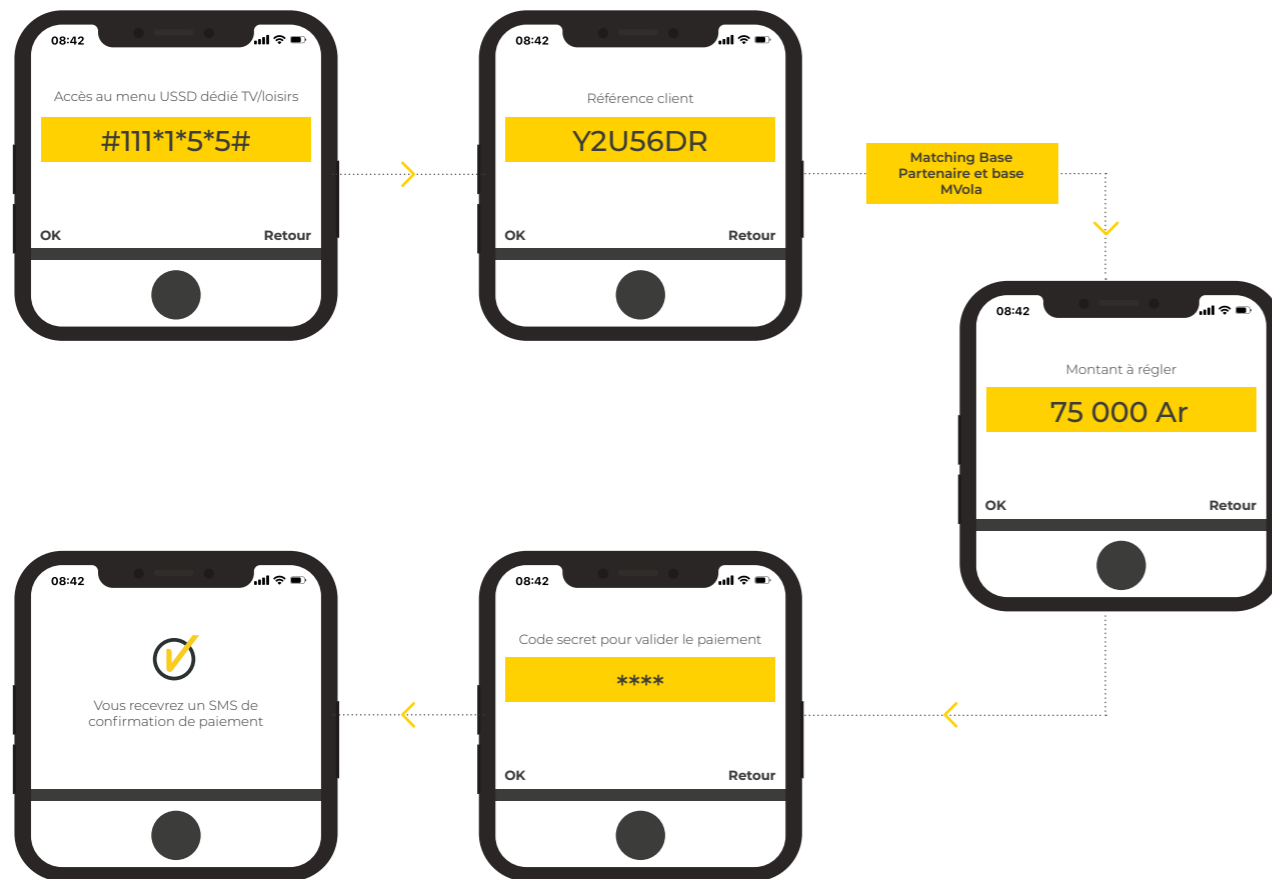 08:42
Accès au menu USSD dédié TV/loisirs
#111*1*5*5#
OK
Retour
08:42
Référence client
Y2U56DR
OK
Retour
Matching Base
Partenaire et base
MVola
08:42
Montant à régler
75 000 Ar
OK
Retour
08:42
Code secret pour valider le paiement
****
OK
Retour
08:42
Vous recevrez un SMS de
confirmation de paiement